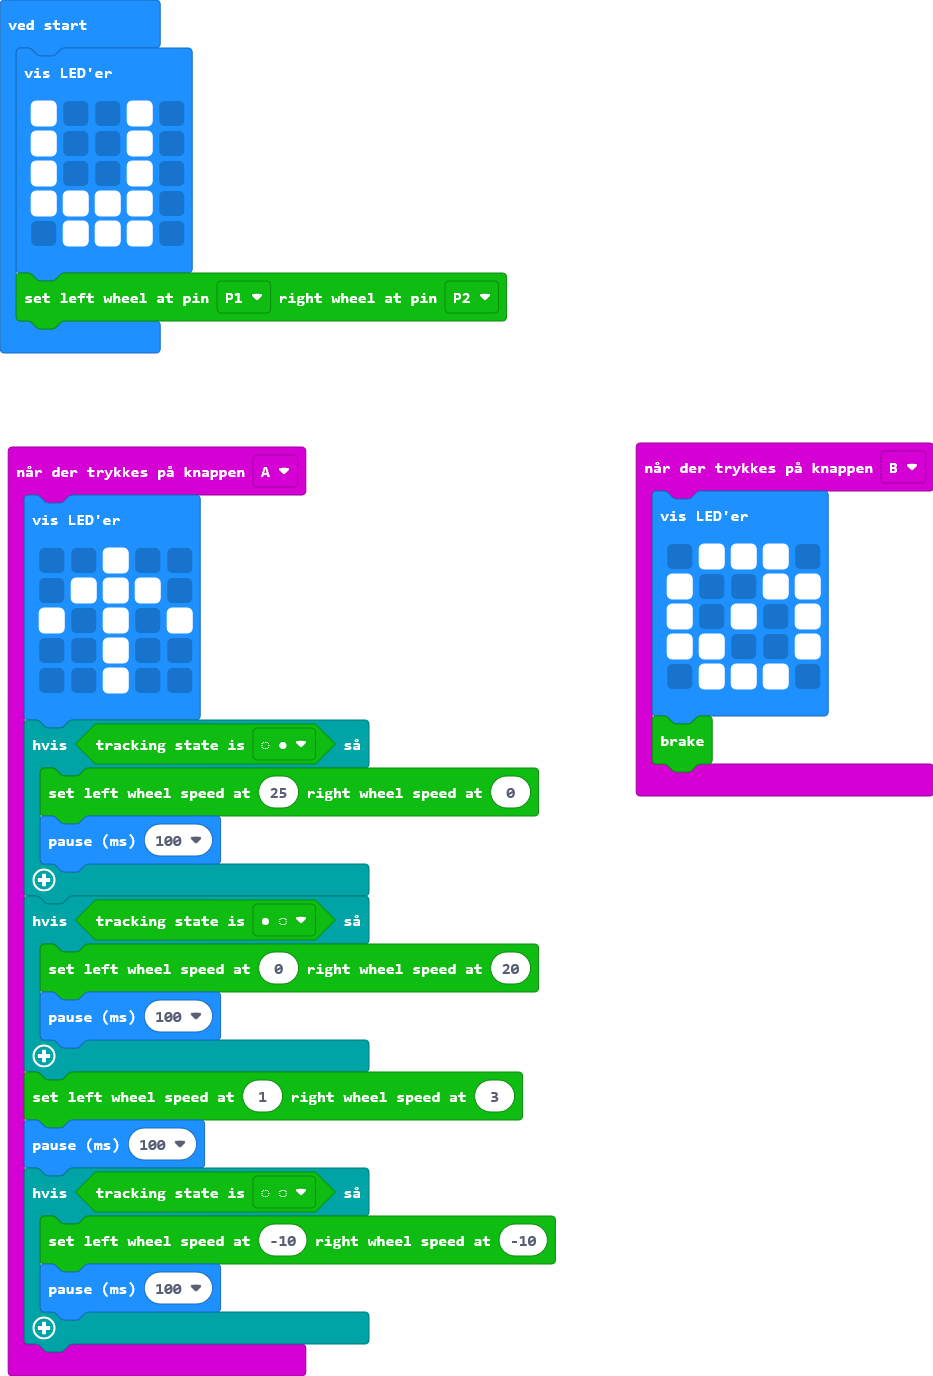 ved start
vis LED'er
set left wheel at pin P1 right wheel at pin P2
når der trykkes på knappen A
vis LED'er
hvis tracking state is ◌ ● så
set left wheel speed at 25 right wheel speed at 0
pause (ms) 100
hvis tracking state is ● ◌ så
set left wheel speed at 0 right wheel speed at 20
pause (ms) 100
set left wheel speed at 1 right wheel speed at 3
pause (ms) 100
hvis tracking state is ◌ ◌ så
set left wheel speed at -10 right wheel speed at -10
pause (ms) 100
når der trykkes på knappen B
vis LED'er
brake